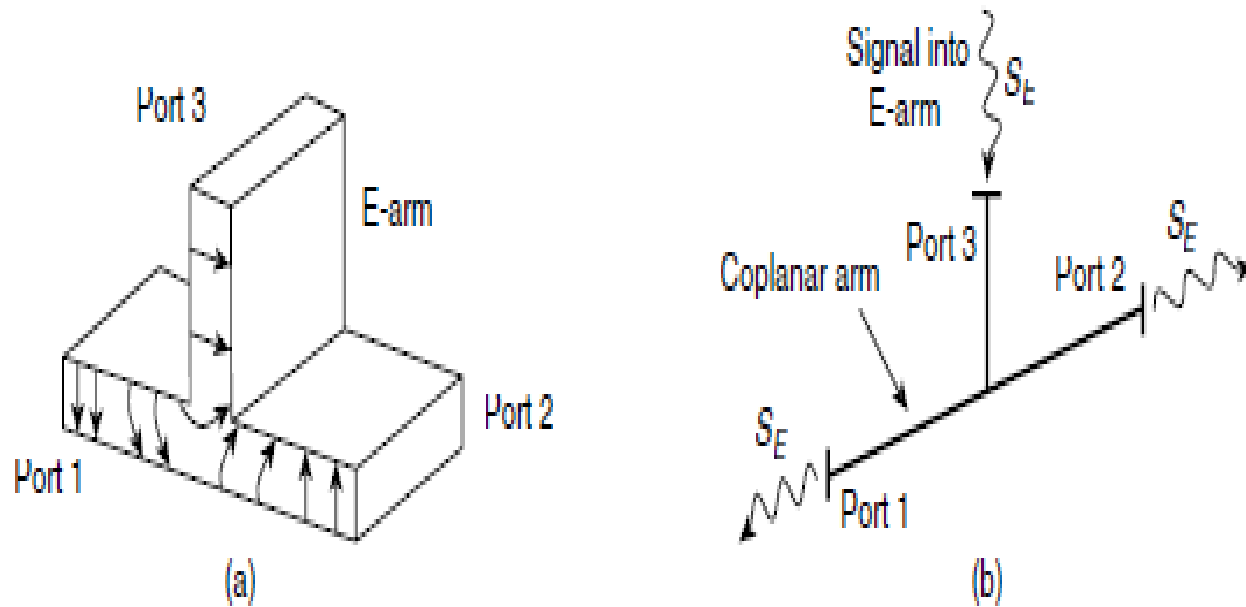 Port 3
E-arm
Port 2
Port 1
(a)
Signal into
E-arm
S_E
Port 3
Coplanar arm
Port 2
S_E
S_E
Port 1
(b)